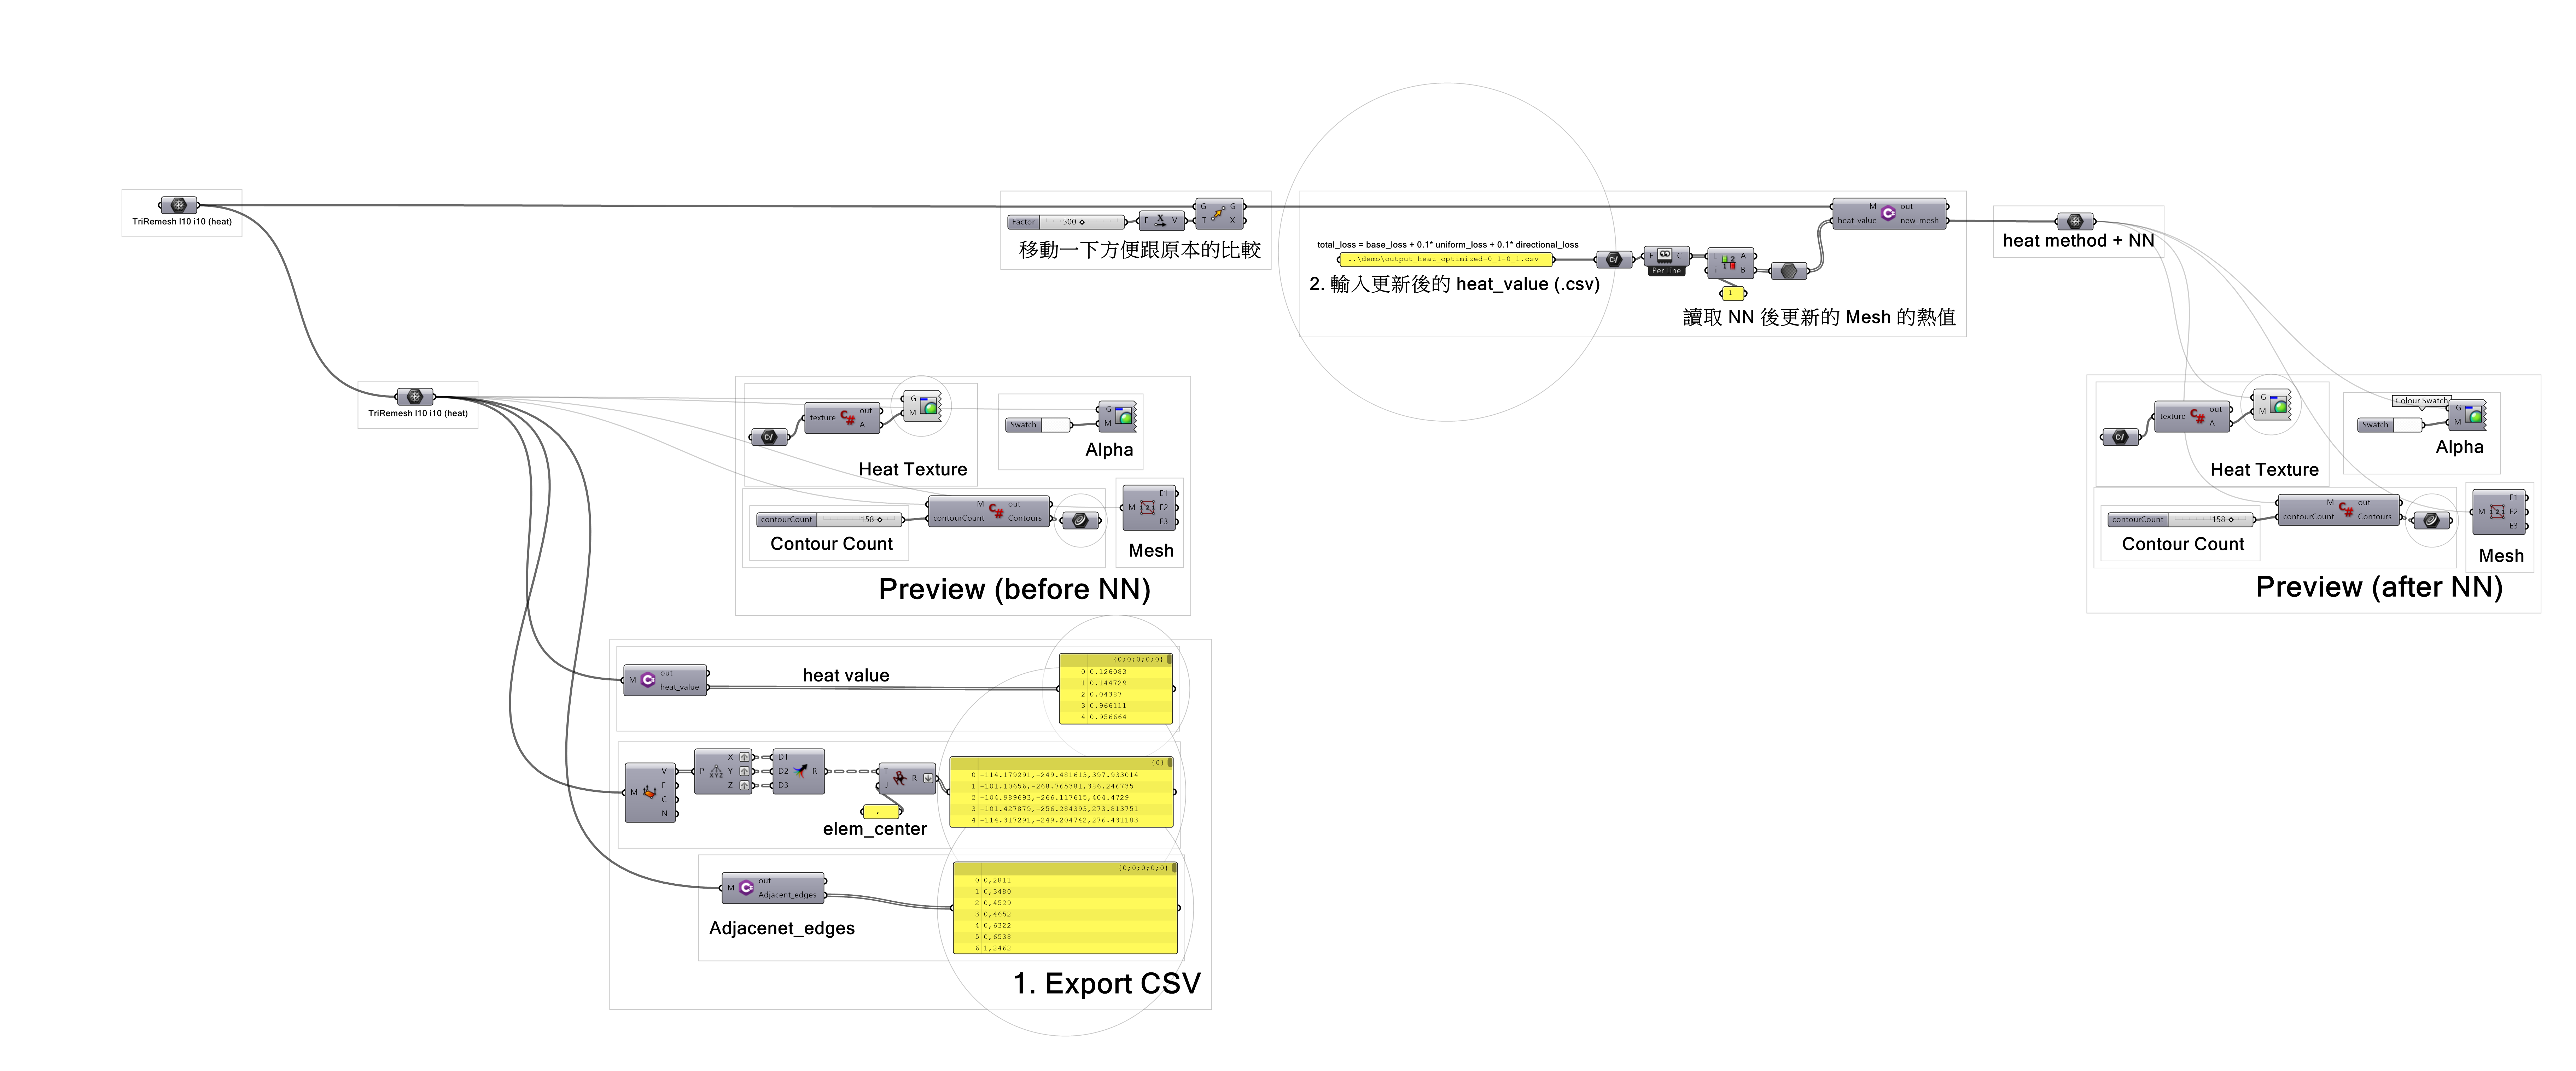 TriRemesh l10 i10 (heat)
Factor
500
F
X
V
G
T
G
X
移動一下方便跟原本的比較
total_loss = base_loss + 0.1* uniform_loss + 0.1* directional_loss
..\demo\output_heat_optimized-0_1-0_1.csv
2. 輸入更新後的 heat_value (.csv)
C/
F
C
Per Line
L
i
A
B
1
讀取 NN 後更新的 Mesh 的熱值
M
heat_value
out
new_mesh
heat method + NN
TriRemesh l10 i10 (heat)
C/
texture
out
A
G
M
Heat Texture
Swatch
G
M
Alpha
contourCount
158
Contour Count
M
contourCount
out
Contours
M
E1
E2
E3
Mesh
Preview (before NN)
C/
texture
out
A
G
M
Heat Texture
Colour Swatch
Swatch
G
M
Alpha
contourCount
158
Contour Count
M
contourCount
out
Contours
M
E1
E2
E3
Mesh
Preview (after NN)
M
out
heat_value
heat value
{0;0;0;0;0}
0 0.126083
1 0.144729
2 0.04387
3 0.966111
4 0.956664
M
V
F
C
N
P
XYZ
X
Y
Z
D1
D2
D3
R
T
J
R
,
elem_center
{0}
0 -114.179291,-249.481613,397.933014
1 -101.10656,-268.765381,386.246735
2 -104.989693,-266.117615,404.4729
3 -101.427879,-256.284393,273.813751
4 -114.317291,-249.204742,276.431183
M
out
Adjacent_edges
Adjacenet_edges
{0;0;0;0;0}
0 0,2811
1 0,3480
2 0,4529
3 0,4652
4 0,6322
5 0,6538
6 1,2462
1. Export CSV